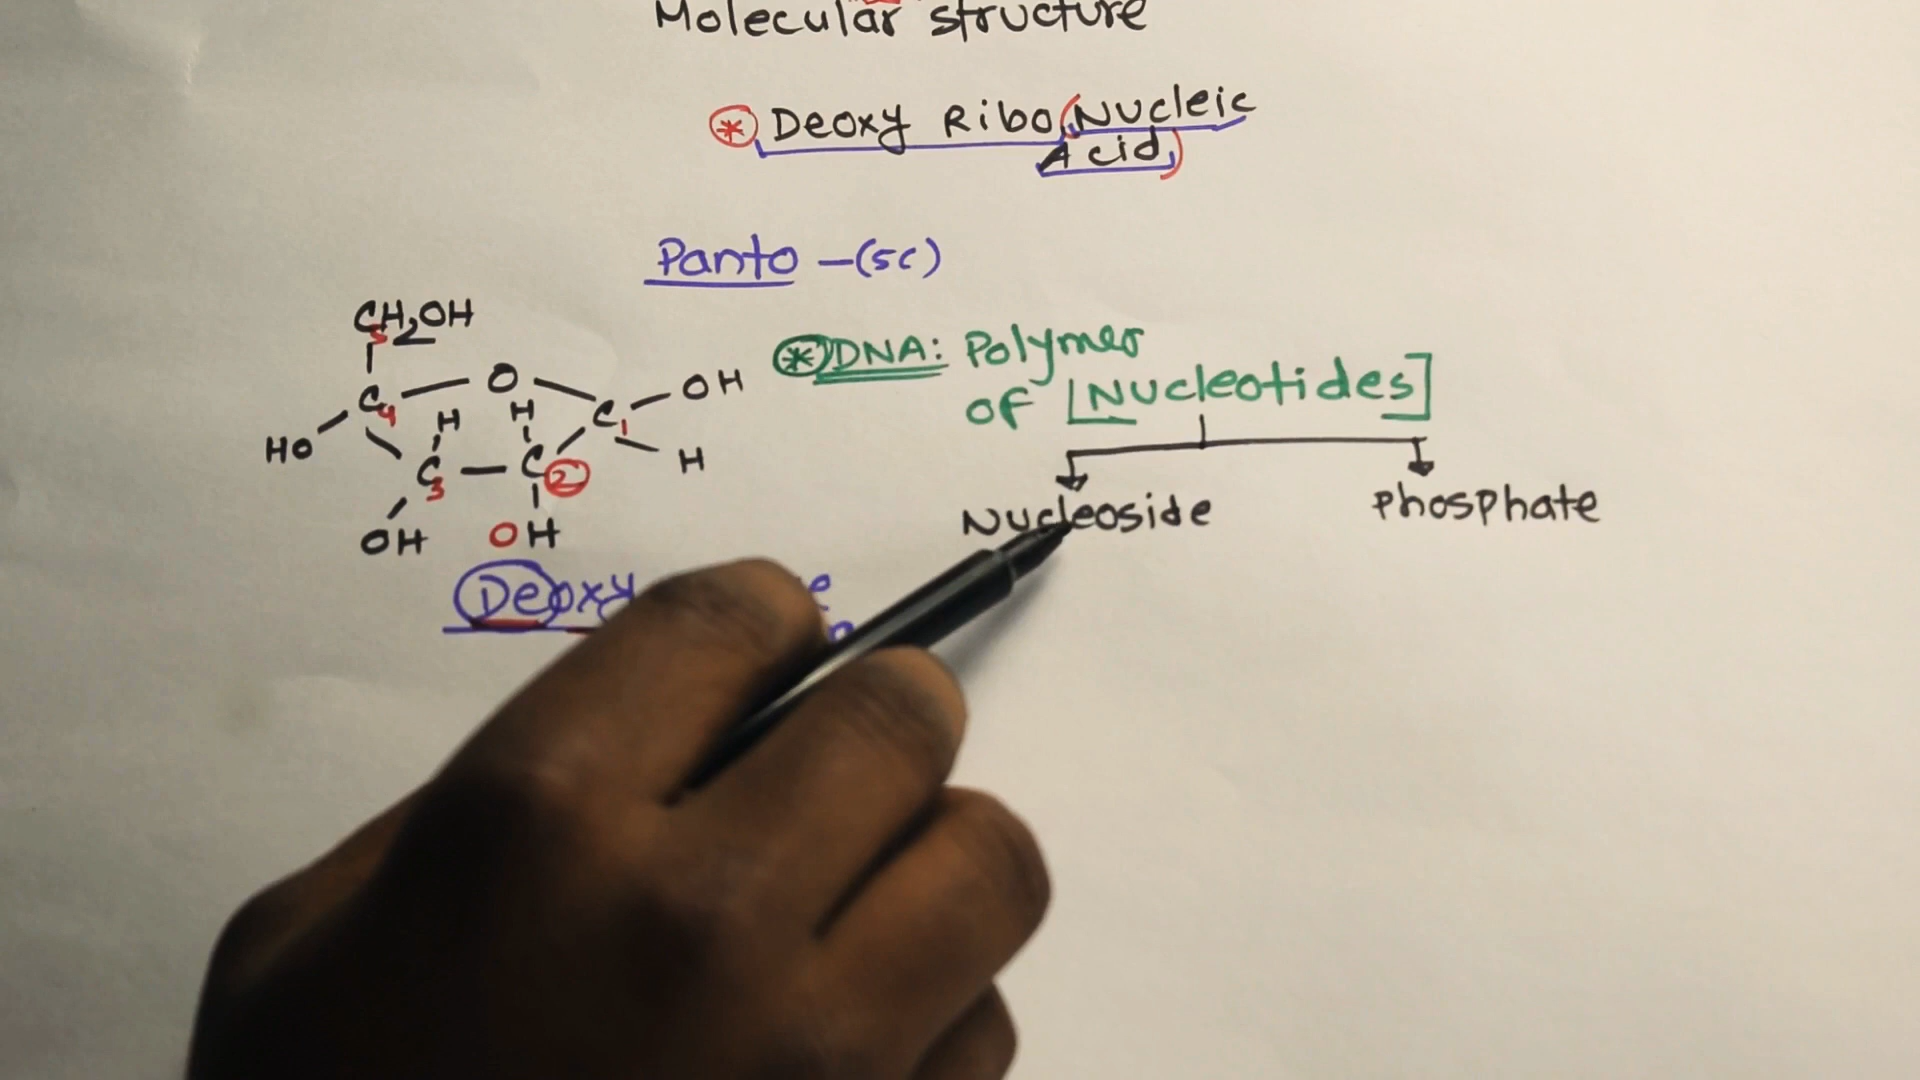 Molecular structure
* Deoxy Ribo(Nucleic
Acid)
Panto -(5C)
CH2OH
5
* DNA: Polymer
of [Nucleotides]
O
OH
C4
H
H
C1
HO
H
C3
C2
OH
OH
Nucleoside
Phosphate
Deoxy